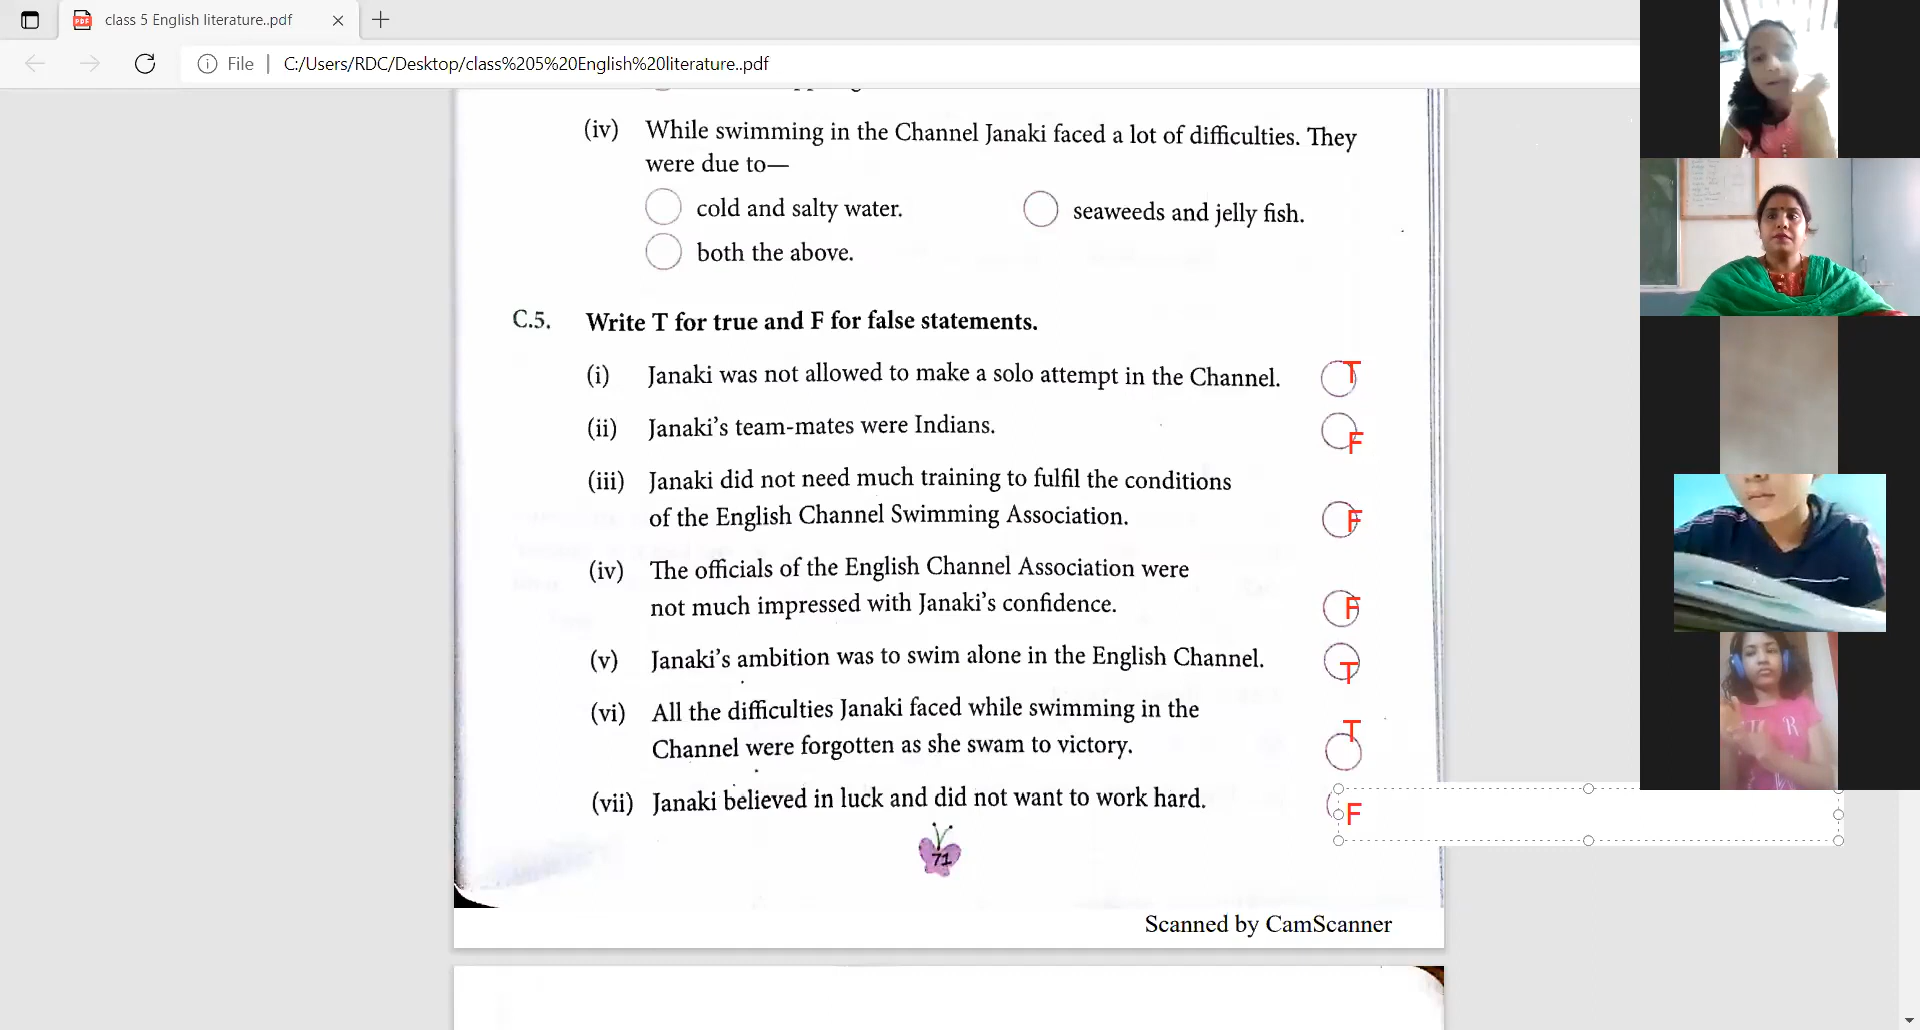 class 5 English literature..pdf
File
C:/Users/RDC/Desktop/class%205%20English%20literature..pdf
(iv) While swimming in the Channel Janaki faced a lot of difficulties. They
were due to—
cold and salty water. seaweeds and jelly fish.
both the above.
C.5. Write T for true and F for false statements.
(i) Janaki was not allowed to make a solo attempt in the Channel. T
(ii) Janaki's team-mates were Indians. F
(iii) Janaki did not need much training to fulfil the conditions
of the English Channel Swimming Association. F
(iv) The officials of the English Channel Association were
not much impressed with Janaki's confidence. F
(v) Janaki's ambition was to swim alone in the English Channel. T
(vi) All the difficulties Janaki faced while swimming in the
Channel were forgotten as she swam to victory. T
(vii) Janaki believed in luck and did not want to work hard. F
71
Scanned by CamScanner